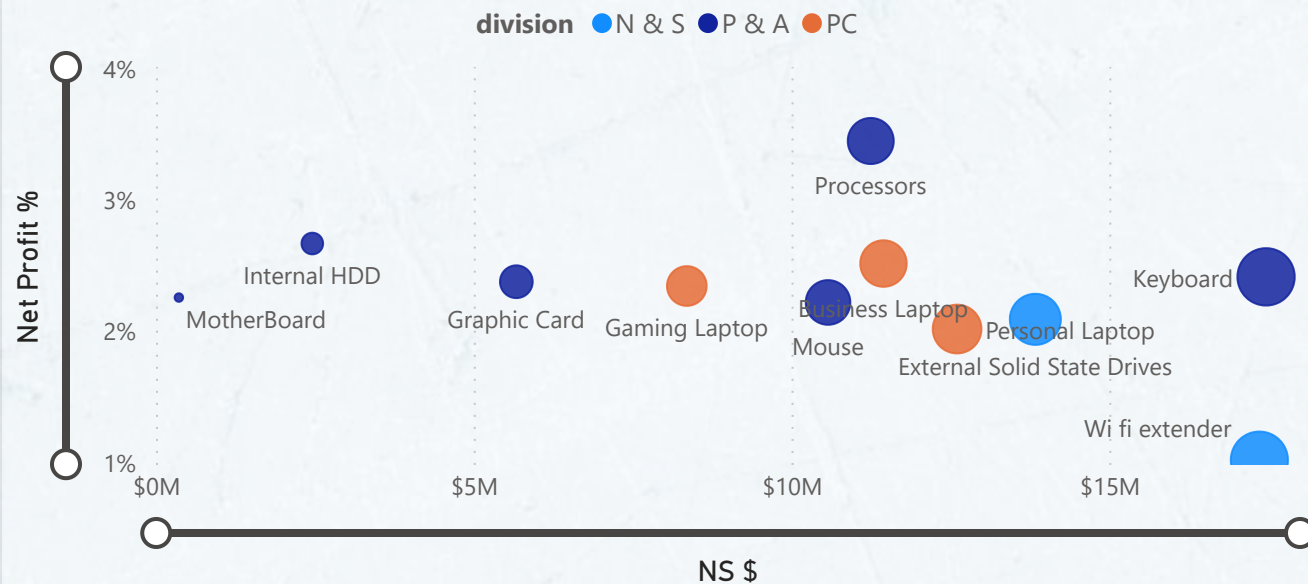 division N & S P & A PC
4%
3%
2%
1%
Net Profit %
Processors
Internal HDD
Keyboard
MotherBoard
Graphic Card
Gaming Laptop
Business Laptop
Mouse
Personal Laptop
External Solid State Drives
Wi fi extender
$0M $5M $10M $15M
NS $